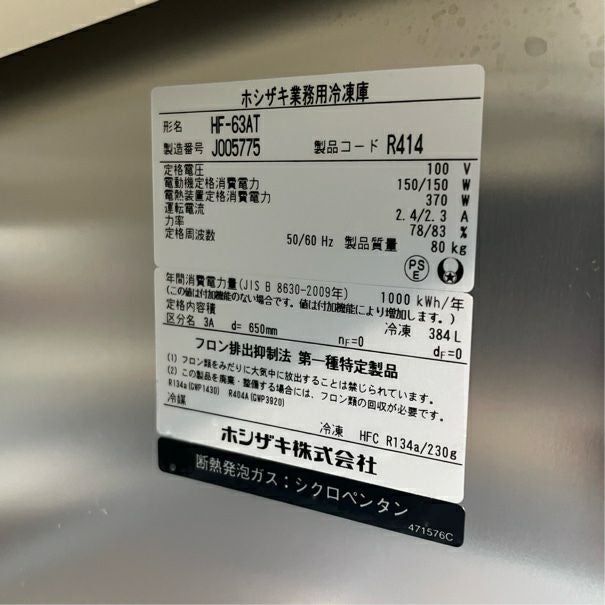 ホシザキ業務用冷凍庫
形名 HF-63AT
製造番号 J005775 製品コード R414
定格電圧 100 V
電動機定格消費電力 150/150 W
電熱装置定格消費電力 370 W
運転電流 2.4/2.3 A
力率 78/83 %
定格周波数 50/60 Hz 製品質量 80 kg
PS
E
年間消費電力量(JIS B 8630-2009年) 1000 kWh/年
(この値は付加機能のない場合です。値は付加機能により増加します。)
定格内容積 冷凍 384 L
区分名 3A d= 650mm nF=0 dF=0
フロン排出抑制法 第一種特定製品
(1) フロン類をみだりに大気中に放出することは禁じられています。
(2) この製品を廃棄・整備する場合には、フロン類の回収が必要です。
R134a(GWP1430) R404A(GWP3920)
冷媒 冷凍 HFC R134a/230g
ホシザキ株式会社
断熱発泡ガス:シクロペンタン
471576C